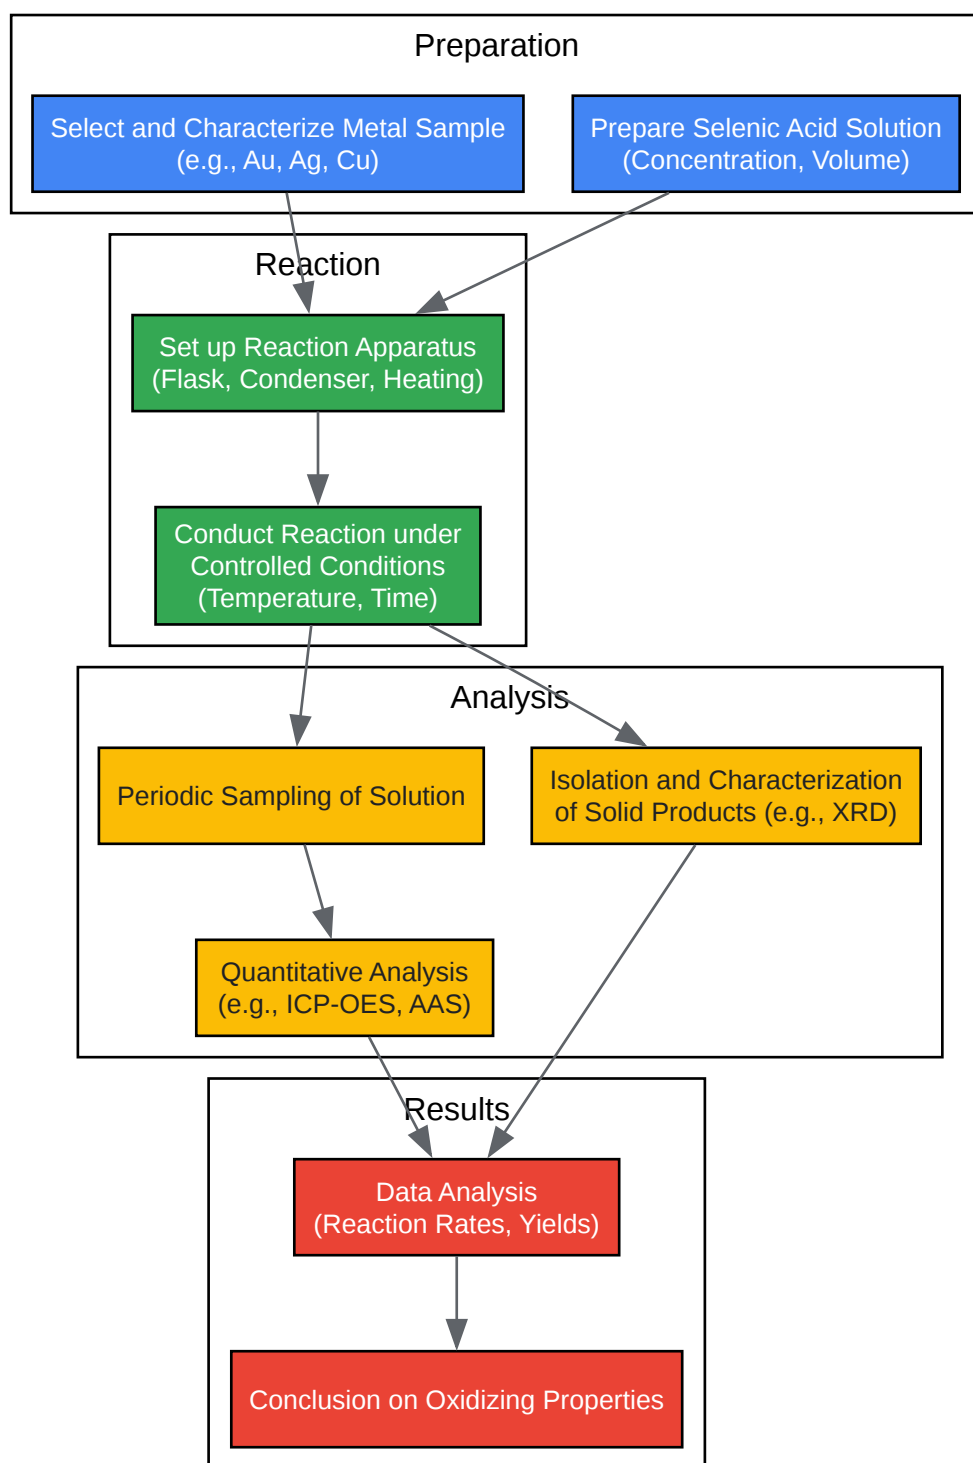 Preparation
Select and Characterize Metal Sample
(e.g., Au, Ag, Cu)
Prepare Selenic Acid Solution
(Concentration, Volume)
Reaction
Set up Reaction Apparatus
(Flask, Condenser, Heating)
Conduct Reaction under
Controlled Conditions
(Temperature, Time)
Analysis
Periodic Sampling of Solution
Isolation and Characterization
of Solid Products (e.g., XRD)
Quantitative Analysis
(e.g., ICP-OES, AAS)
Results
Data Analysis
(Reaction Rates, Yields)
Conclusion on Oxidizing Properties